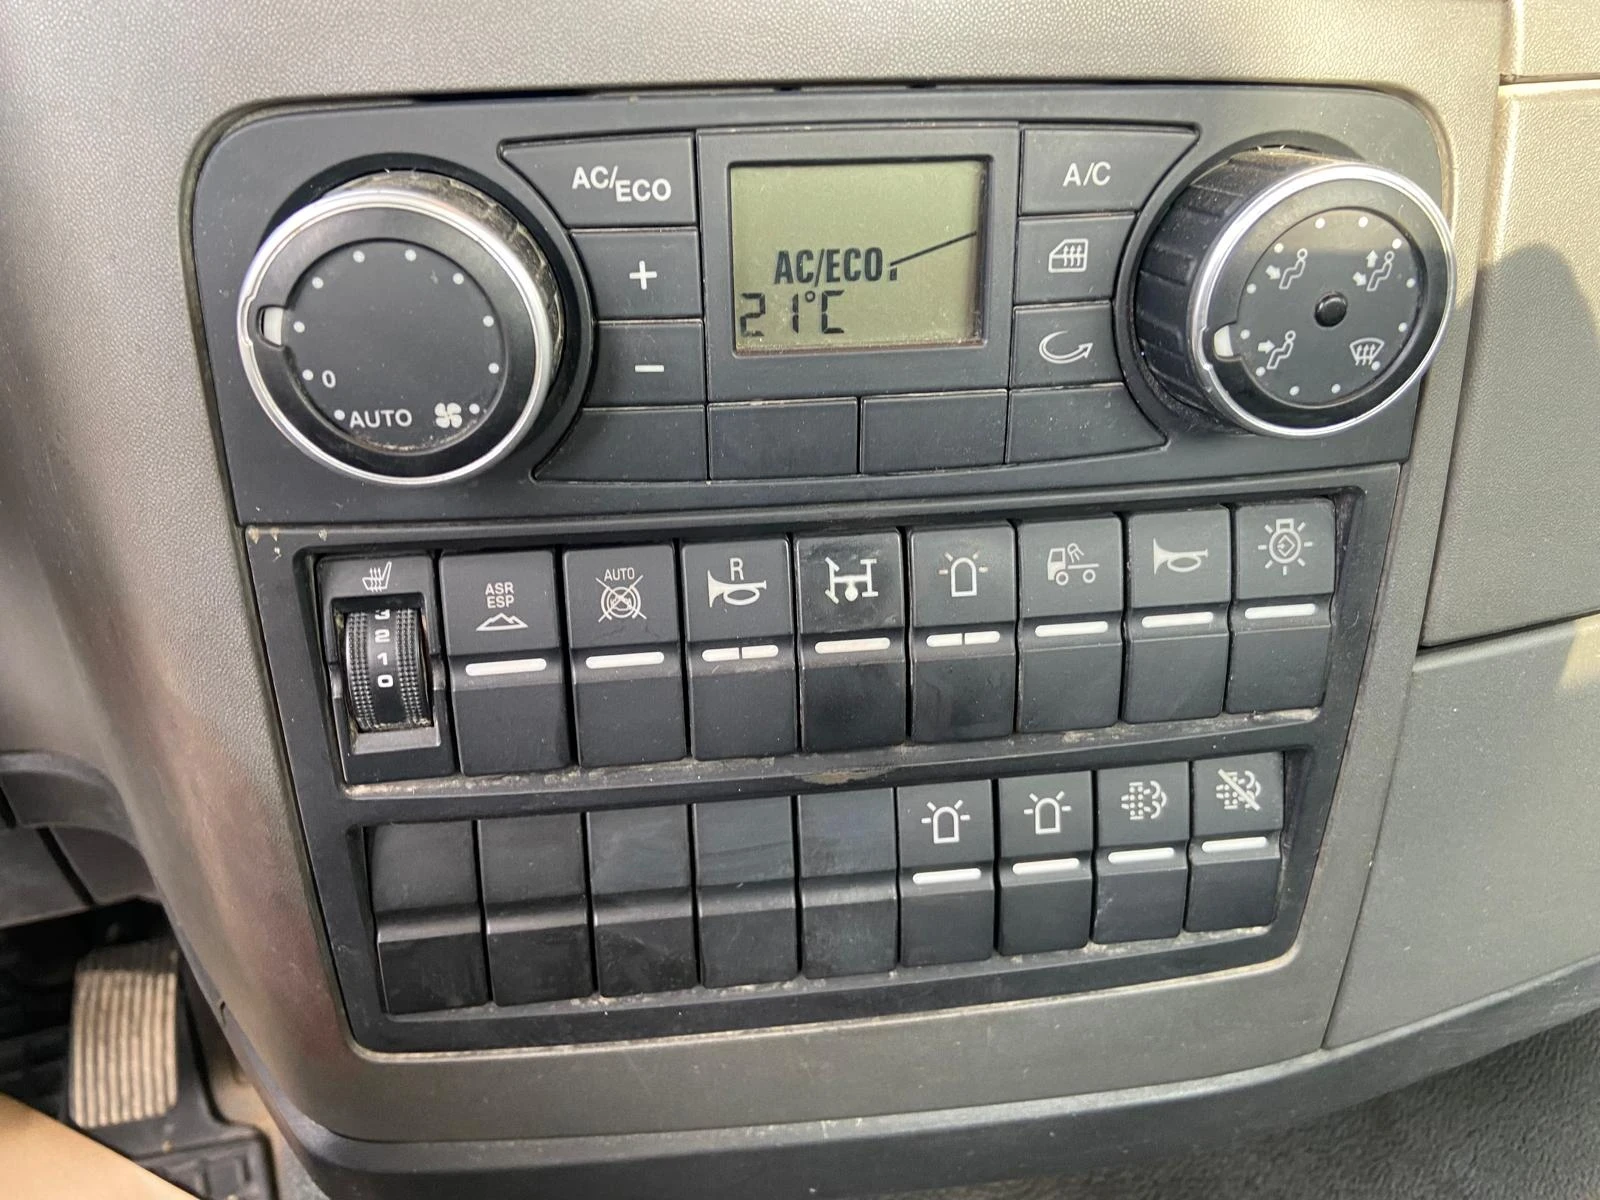 AC/ECO
A/C
+
AC/ECO
21°C
-
0
AUTO
3
2
1
0
ASR
ESP
AUTO
R